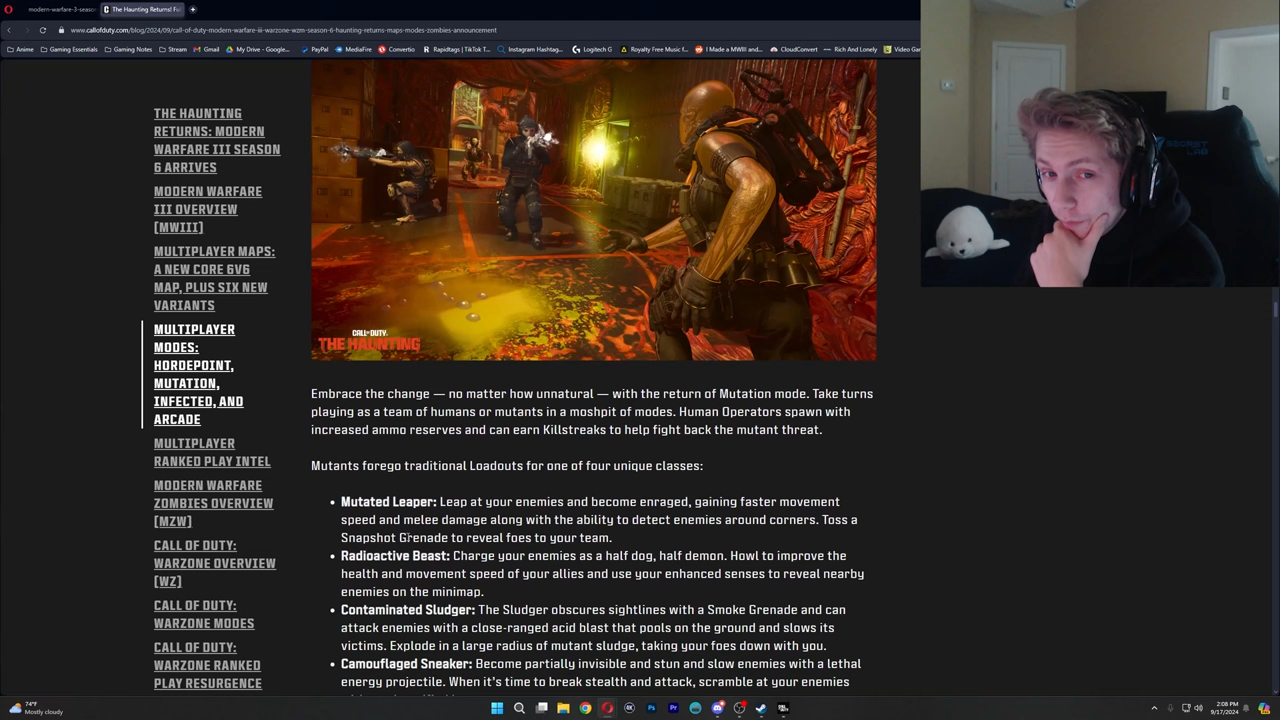 modern-warfare-3-seaso
The Haunting Returns! Fu
www.callofduty.com/blog/2024/09/call-of-duty-modern-warfare-iii-warzone-wzm-season-6-haunting-returns-maps-modes-zombies-announcement
Anime
Gaming Essentials
Gaming Notes
Stream
Gmail
My Drive - Google...
PayPal
MediaFire
Convertio
Rapidtags | TikTok T...
Instagram Hashtag...
Logitech G
Royalty Free Music f...
I Made a MWIII and...
CloudConvert
Rich And Lonely
Video Gam
THE HAUNTING
RETURNS: MODERN
WARFARE III SEASON
6 ARRIVES
MODERN WARFARE
III OVERVIEW
[MWIII]
MULTIPLAYER MAPS:
A NEW CORE 6V6
MAP, PLUS SIX NEW
VARIANTS
MULTIPLAYER
MODES:
HORDEPOINT,
MUTATION,
INFECTED, AND
ARCADE
MULTIPLAYER
RANKED PLAY INTEL
MODERN WARFARE
ZOMBIES OVERVIEW
[MZW]
CALL OF DUTY:
WARZONE OVERVIEW
[WZ]
CALL OF DUTY:
WARZONE MODES
CALL OF DUTY:
WARZONE RANKED
PLAY RESURGENCE
CALL OF DUTY:
THE HAUNTING
Embrace the change — no matter how unnatural — with the return of Mutation mode. Take turns
playing as a team of humans or mutants in a moshpit of modes. Human Operators spawn with
increased ammo reserves and can earn Killstreaks to help fight back the mutant threat.
Mutants forego traditional Loadouts for one of four unique classes:
• Mutated Leaper: Leap at your enemies and become enraged, gaining faster movement
speed and melee damage along with the ability to detect enemies around corners. Toss a
Snapshot Grenade to reveal foes to your team.
• Radioactive Beast: Charge your enemies as a half dog, half demon. Howl to improve the
health and movement speed of your allies and use your enhanced senses to reveal nearby
enemies on the minimap.
• Contaminated Sludger: The Sludger obscures sightlines with a Smoke Grenade and can
attack enemies with a close-ranged acid blast that pools on the ground and slows its
victims. Explode in a large radius of mutant sludge, taking your foes down with you.
• Camouflaged Sneaker: Become partially invisible and stun and slow enemies with a lethal
energy projectile. When it's time to break stealth and attack, scramble at your enemies
SECRET
LAB
74°F
Mostly cloudy
2:08 PM
9/17/2024